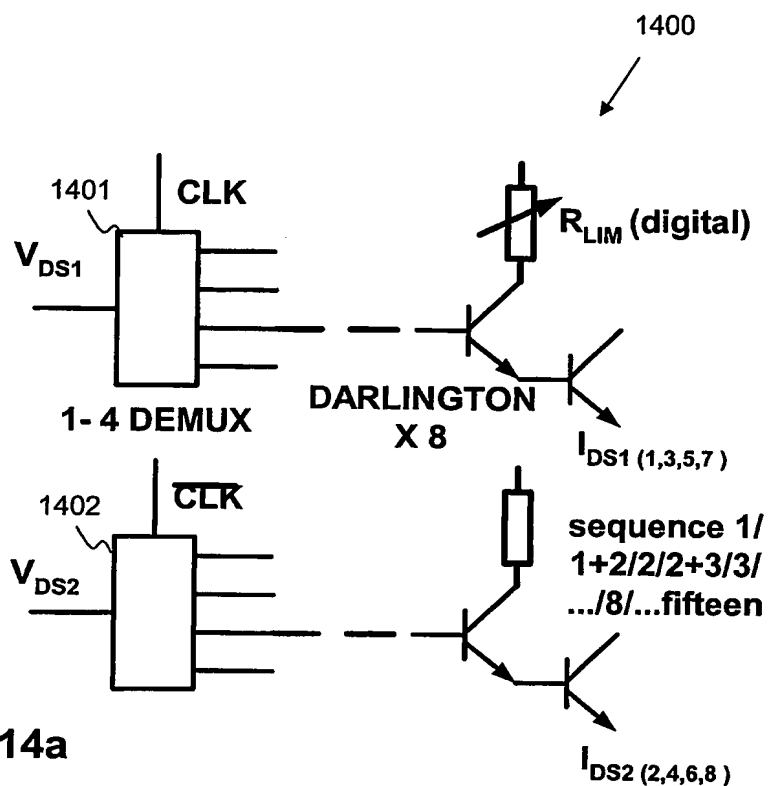 1400
1401
CLK
V_DS1
R_LIM (digital)
1- 4 DEMUX
DARLINGTON
X 8
I_DS1 (1,3,5,7 )
1402
C̅L̅K̅
V_DS2
sequence 1/
1+2/2/2+3/3/
.../8/...fifteen
14a
I_DS2 (2,4,6,8 )